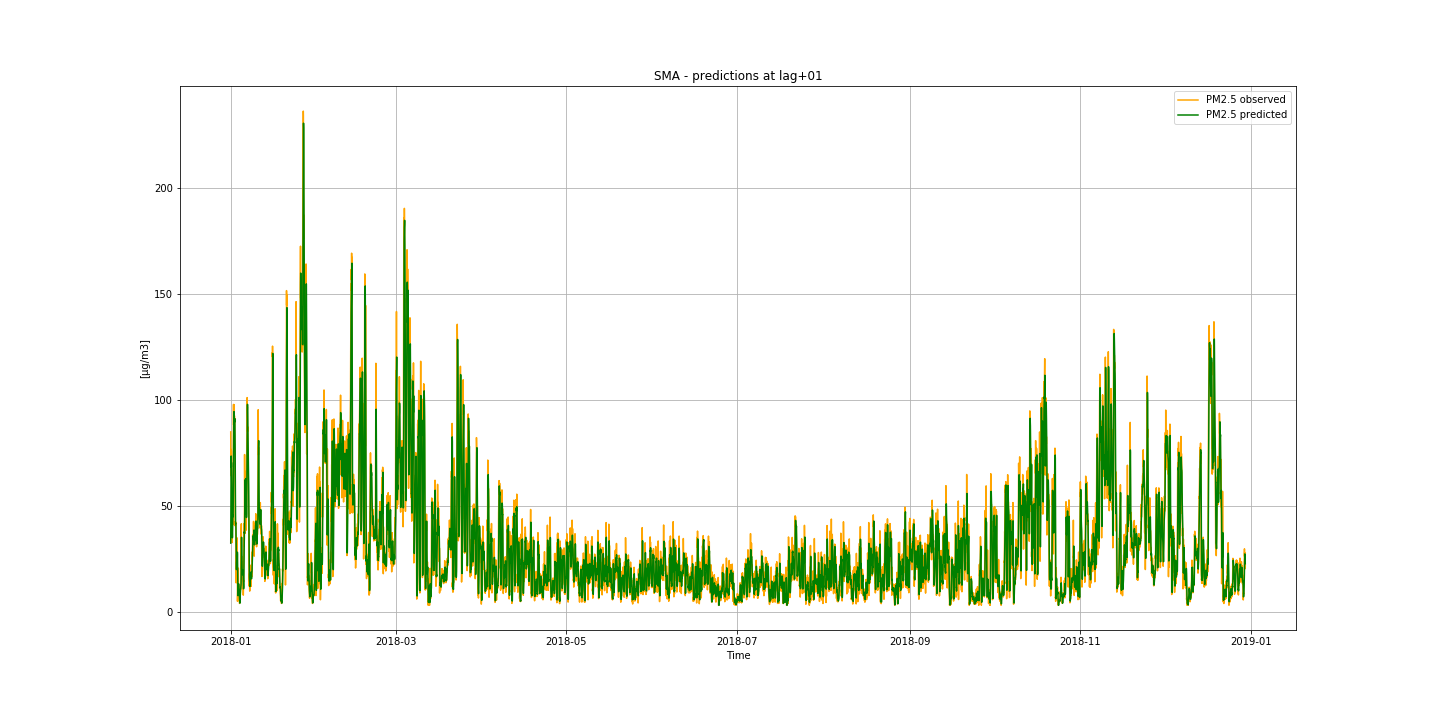 SMA - predictions at lag+01
PM2.5 observed
PM2.5 predicted
200
150
100
50
0
[µg/m3]
2018-01 2018-03 2018-05 2018-07 2018-09 2018-11 2019-01
Time